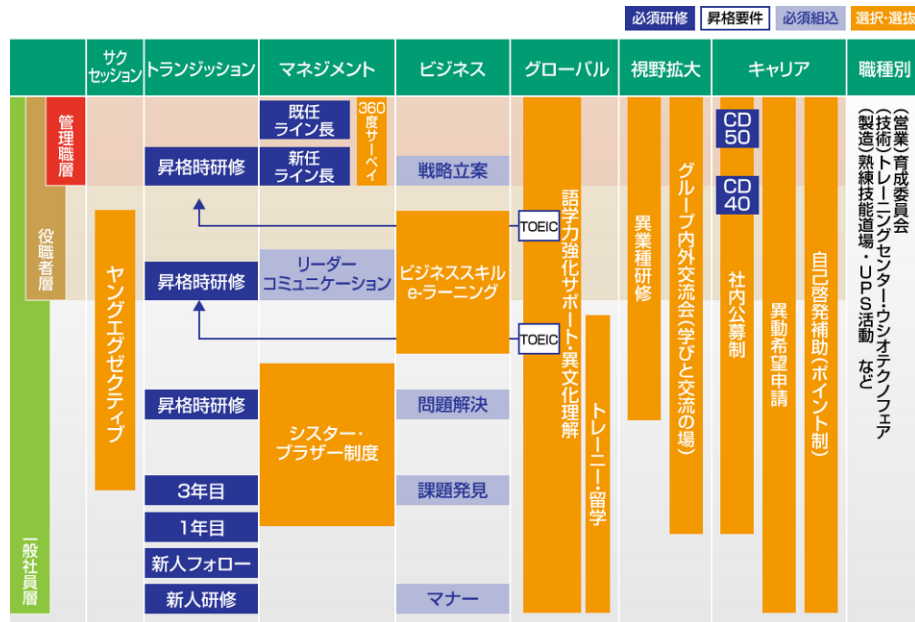 必須研修
昇格要件
必須組込
選択・選抜
サク
セッション
トランジッション
マネジメント
ビジネス
グローバル
視野拡大
キャリア
職種別
管理職層
役職者層
一般社員層
ヤングエグゼクティブ
昇格時研修
昇格時研修
昇格時研修
3年目
1年目
新人フォロー
新人研修
既任
ライン長
新任
ライン長
360度サーベイ
リーダー
コミュニケーション
シスター・
ブラザー制度
戦略立案
ビジネススキル
e-ラーニング
問題解決
課題発見
マナー
TOEIC
TOEIC
語学力強化サポート・異文化理解
トレーニー・留学
異業種研修
グループ内外交流会(学びと交流の場)
CD
50
CD
40
社内公募制
異動希望申請
自己啓発補助(ポイント制)
(営業)育成委員会
(技術)トレーニングセンター・ウシオテクノフェア
(製造)熟練技能道場・UPS活動 など